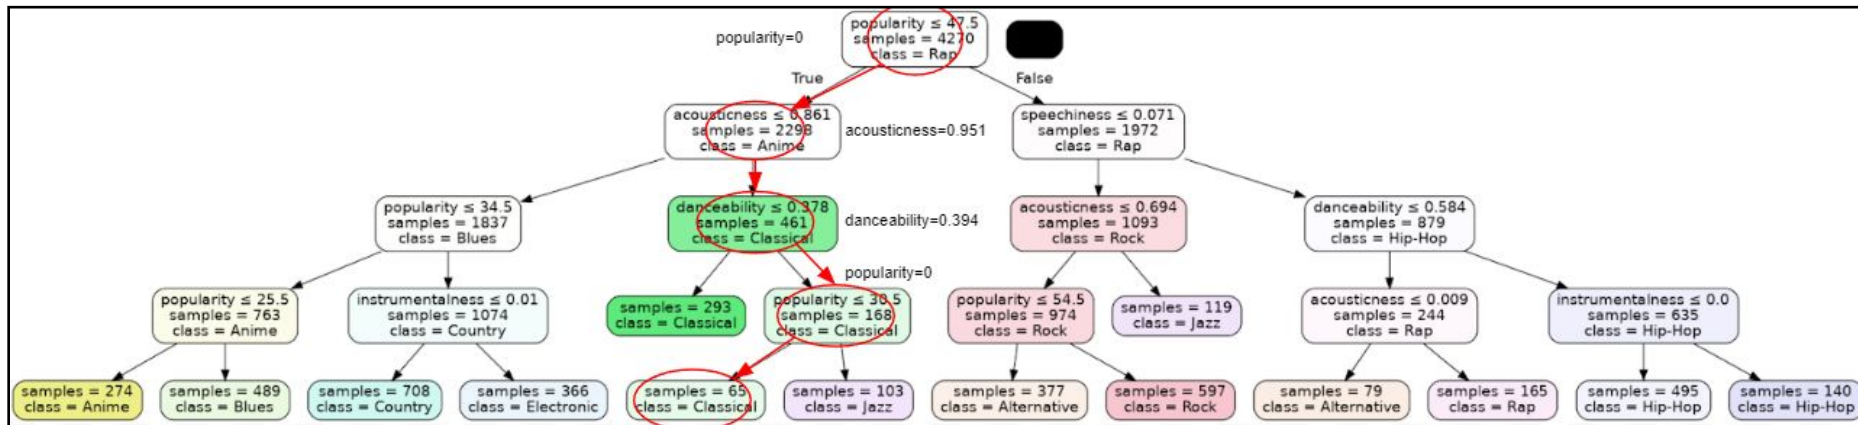 popularity ≤ 47.5
samples = 4270
class = Rap
popularity=0
True
False
acousticness ≤ 0.861
samples = 2298
class = Anime
acousticness=0.951
speechiness ≤ 0.071
samples = 1972
class = Rap
popularity ≤ 34.5
samples = 1837
class = Blues
danceability ≤ 0.378
samples = 461
class = Classical
danceability=0.394
acousticness ≤ 0.694
samples = 1093
class = Rock
danceability ≤ 0.584
samples = 879
class = Hip-Hop
popularity=0
popularity ≤ 25.5
samples = 763
class = Anime
instrumentalness ≤ 0.01
samples = 1074
class = Country
samples = 293
class = Classical
popularity ≤ 30.5
samples = 168
class = Classical
popularity ≤ 54.5
samples = 974
class = Rock
samples = 119
class = Jazz
acousticness ≤ 0.009
samples = 244
class = Rap
instrumentalness ≤ 0.0
samples = 635
class = Hip-Hop
samples = 274
class = Anime
samples = 489
class = Blues
samples = 708
class = Country
samples = 366
class = Electronic
samples = 65
class = Classical
samples = 103
class = Jazz
samples = 377
class = Alternative
samples = 597
class = Rock
samples = 79
class = Alternative
samples = 165
class = Rap
samples = 495
class = Hip-Hop
samples = 140
class = Hip-Hop